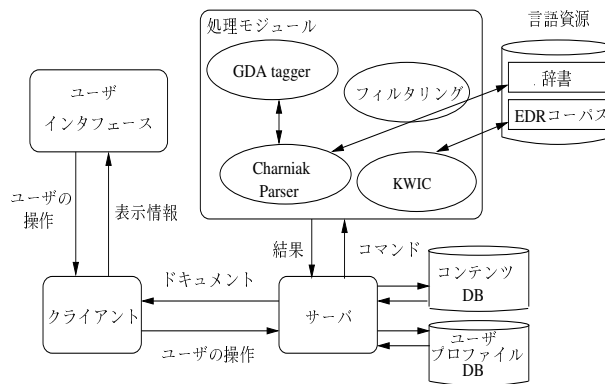 処理モジュール
言語資源
GDA tagger
フィルタリング
辞書
EDRコーパス
Charniak
Parser
KWIC
ユーザ
インタフェース
ユーザの
操作
表示情報
結果
コマンド
ドキュメント
クライアント
サーバ
ユーザの操作
コンテンツ
DB
ユーザ
プロファイル
DB